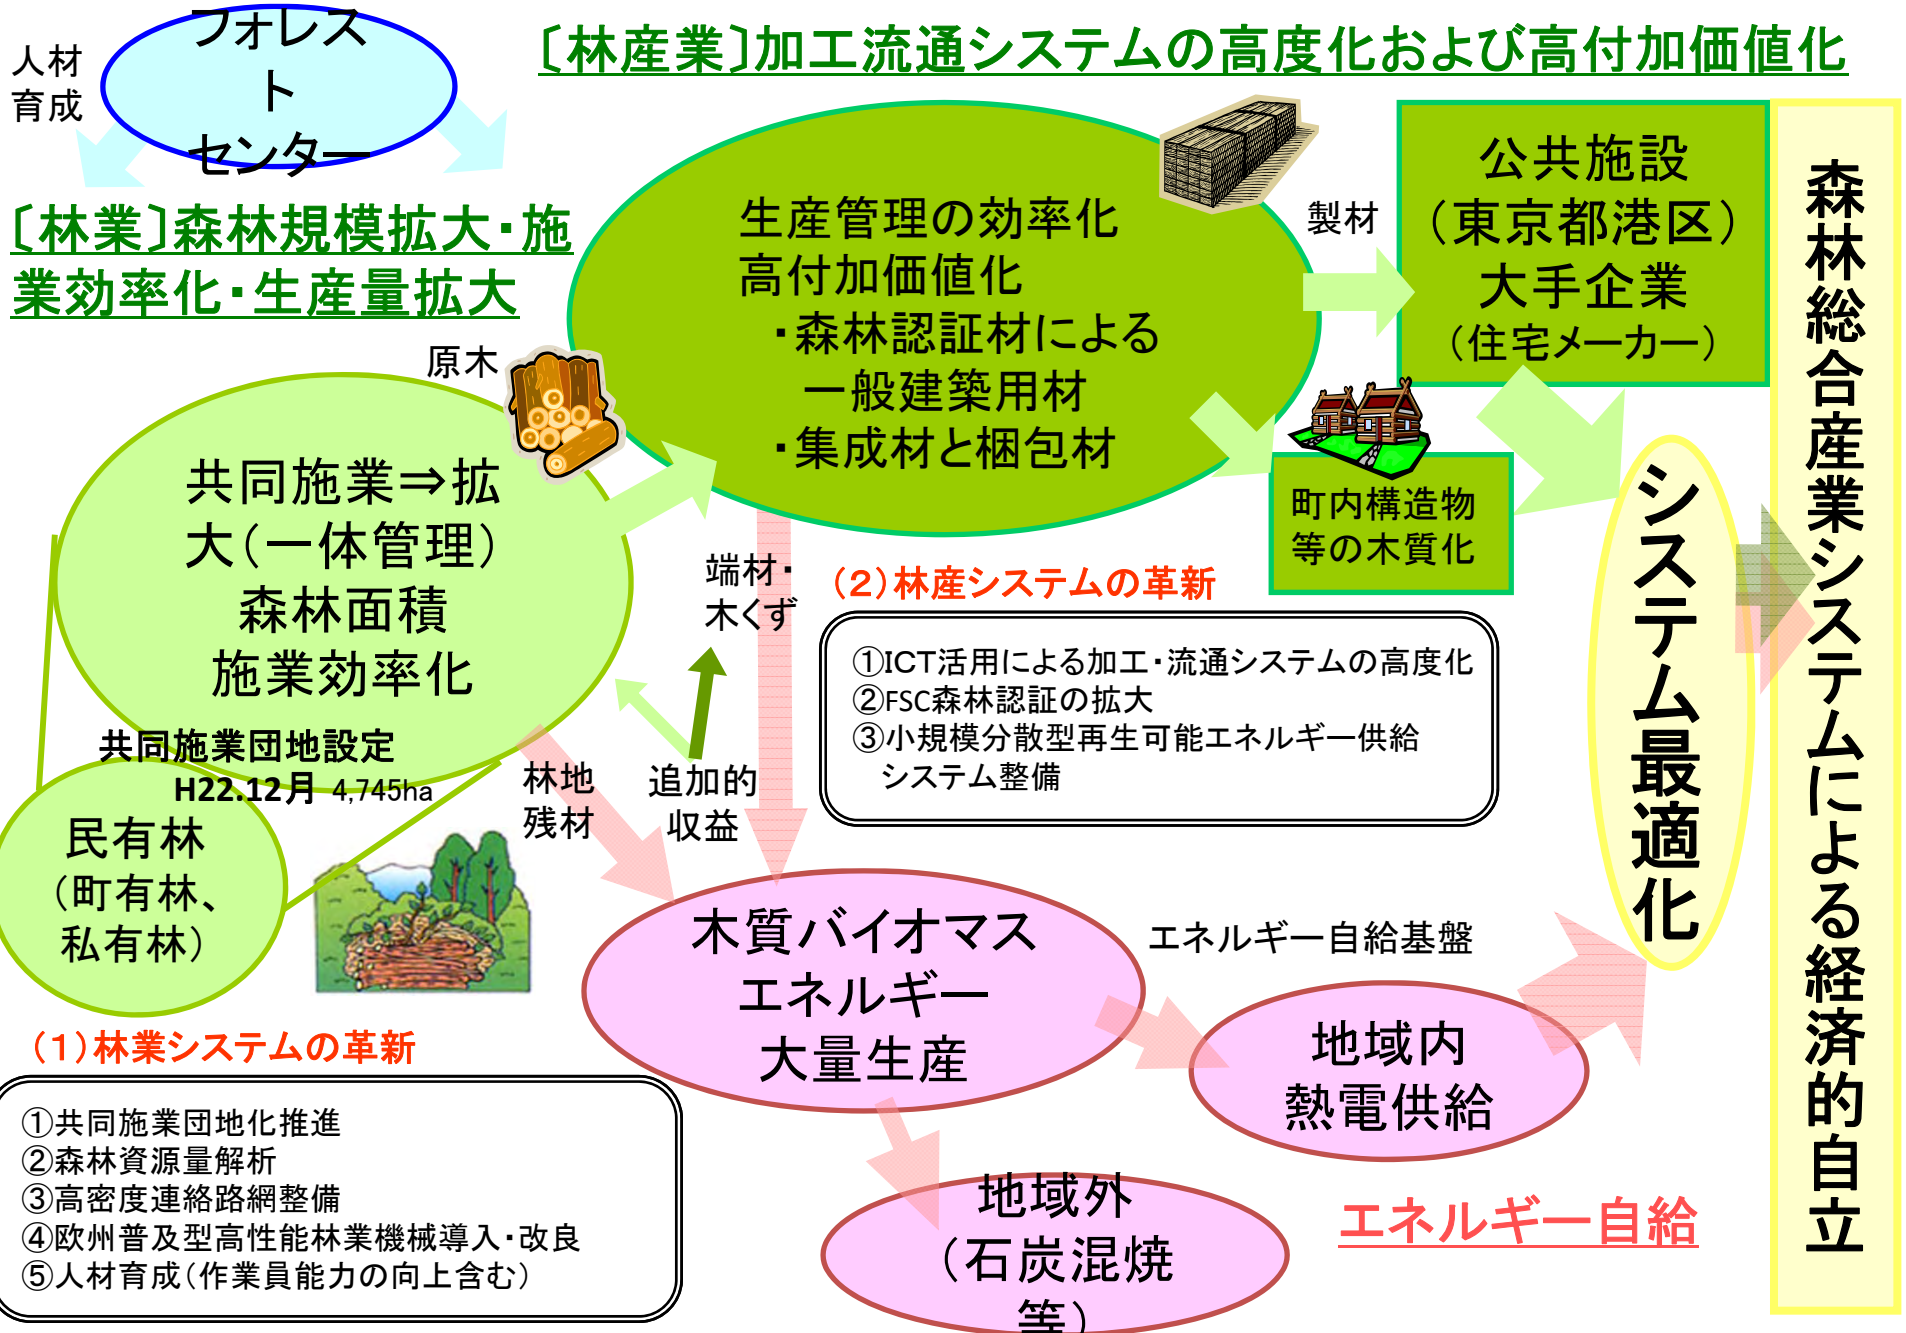 人材
育成
フォレス
ト
センター
〔林産業〕加工流通システムの高度化および高付加価値化
〔林業〕森林規模拡大・施
業効率化・生産量拡大
原木
生産管理の効率化
高付加価値化
・森林認証材による
一般建築用材
・集成材と梱包材
製材
公共施設
（東京都港区）
大手企業
（住宅メーカー）
町内構造物
等の木質化
共同施業⇒拡
大（一体管理）
森林面積
施業効率化
共同施業団地設定
H22.12月 4,745ha
民有林
（町有林、
私有林）
端材・
木くず
林地
残材
追加的
収益
（２）林産システムの革新
①ICT活用による加工・流通システムの高度化
②FSC森林認証の拡大
③小規模分散型再生可能エネルギー供給
システム整備
（１）林業システムの革新
①共同施業団地化推進
②森林資源量解析
③高密度連絡路網整備
④欧州普及型高性能林業機械導入・改良
⑤人材育成（作業員能力の向上含む）
木質バイオマス
エネルギー
大量生産
エネルギー自給基盤
地域内
熱電供給
地域外
（石炭混焼
等）
エネルギー自給
システム最適化
森林総合産業システムによる経済的自立